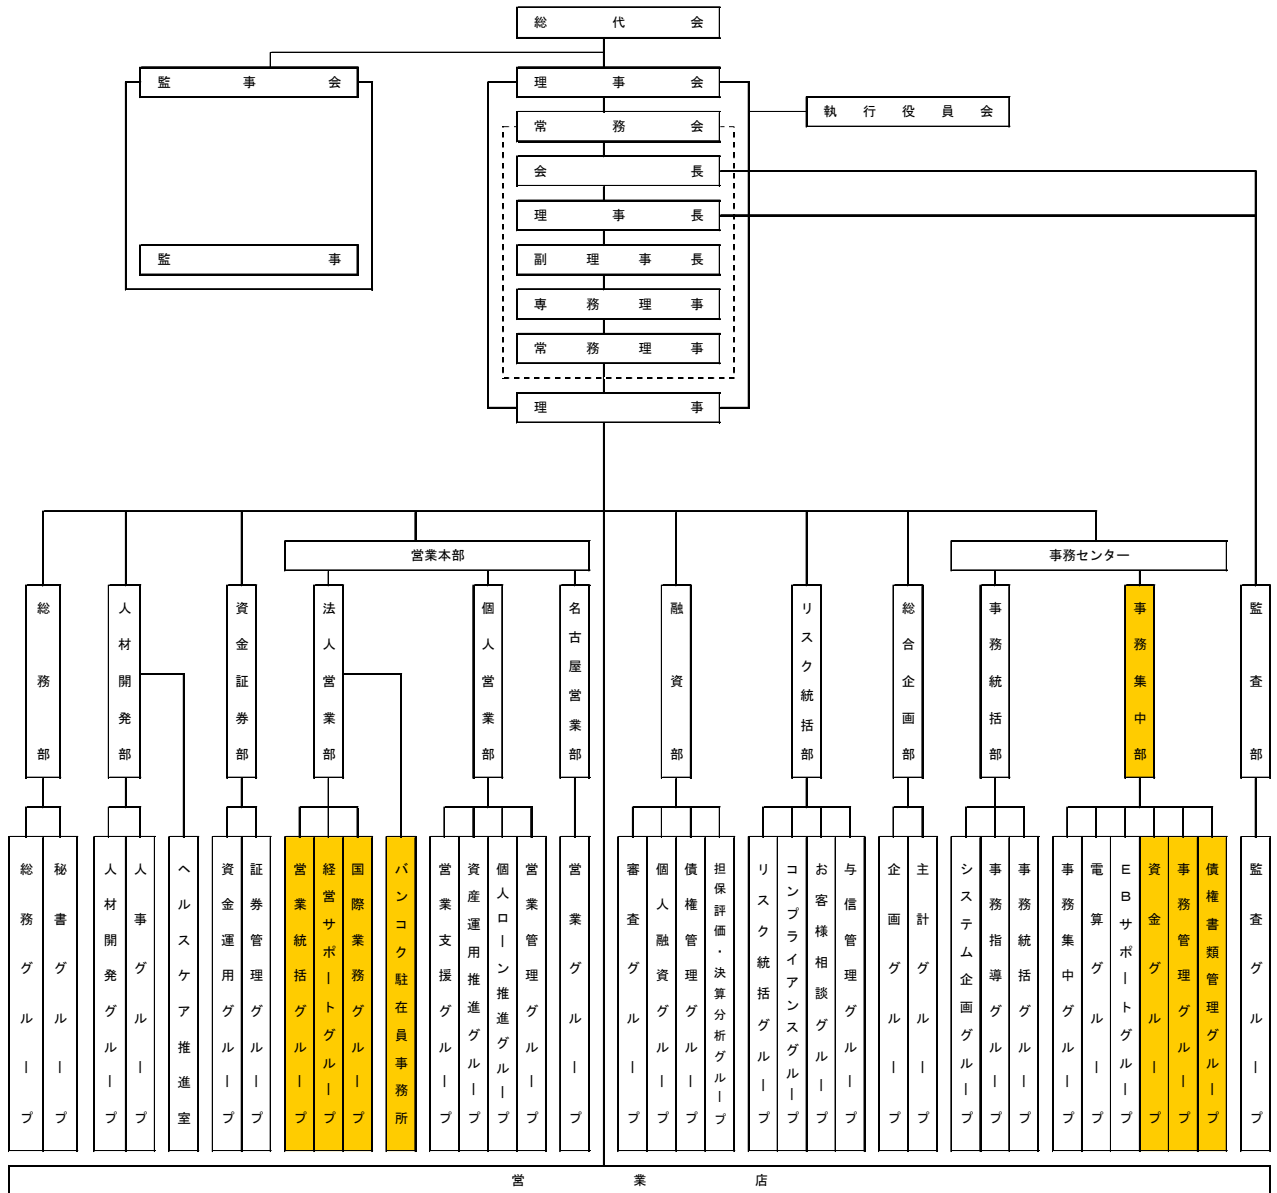 総代会
監事会
理事会
執行役員会
常務会
会長
理事長
副理事長
監事
専務理事
常務理事
理事
営業本部
事務センター
総務部
人材開発部
資金証券部
法人営業部
個人営業部
名古屋営業部
融資部
リスク統括部
総合企画部
事務統括部
事務集中部
監査部
総務グループ
秘書グループ
人材開発グループ
人事グループ
ヘルスケア推進室
資金運用グループ
証券管理グループ
営業統括グループ
経営サポートグループ
国際業務グループ
バンコク駐在員事務所
営業支援グループ
資産運用推進グループ
個人ローン推進グループ
営業管理グループ
営業グループ
審査グループ
個人融資グループ
債権管理グループ
担保評価・決算分析グループ
リスク統括グループ
コンプライアンスグループ
お客様相談グループ
与信管理グループ
企画グループ
主計グループ
システム企画グループ
事務指導グループ
事務統括グループ
事務集中グループ
電算グループ
EBサポートグループ
資金グループ
事務管理グループ
債権書類管理グループ
監査グループ
営業店